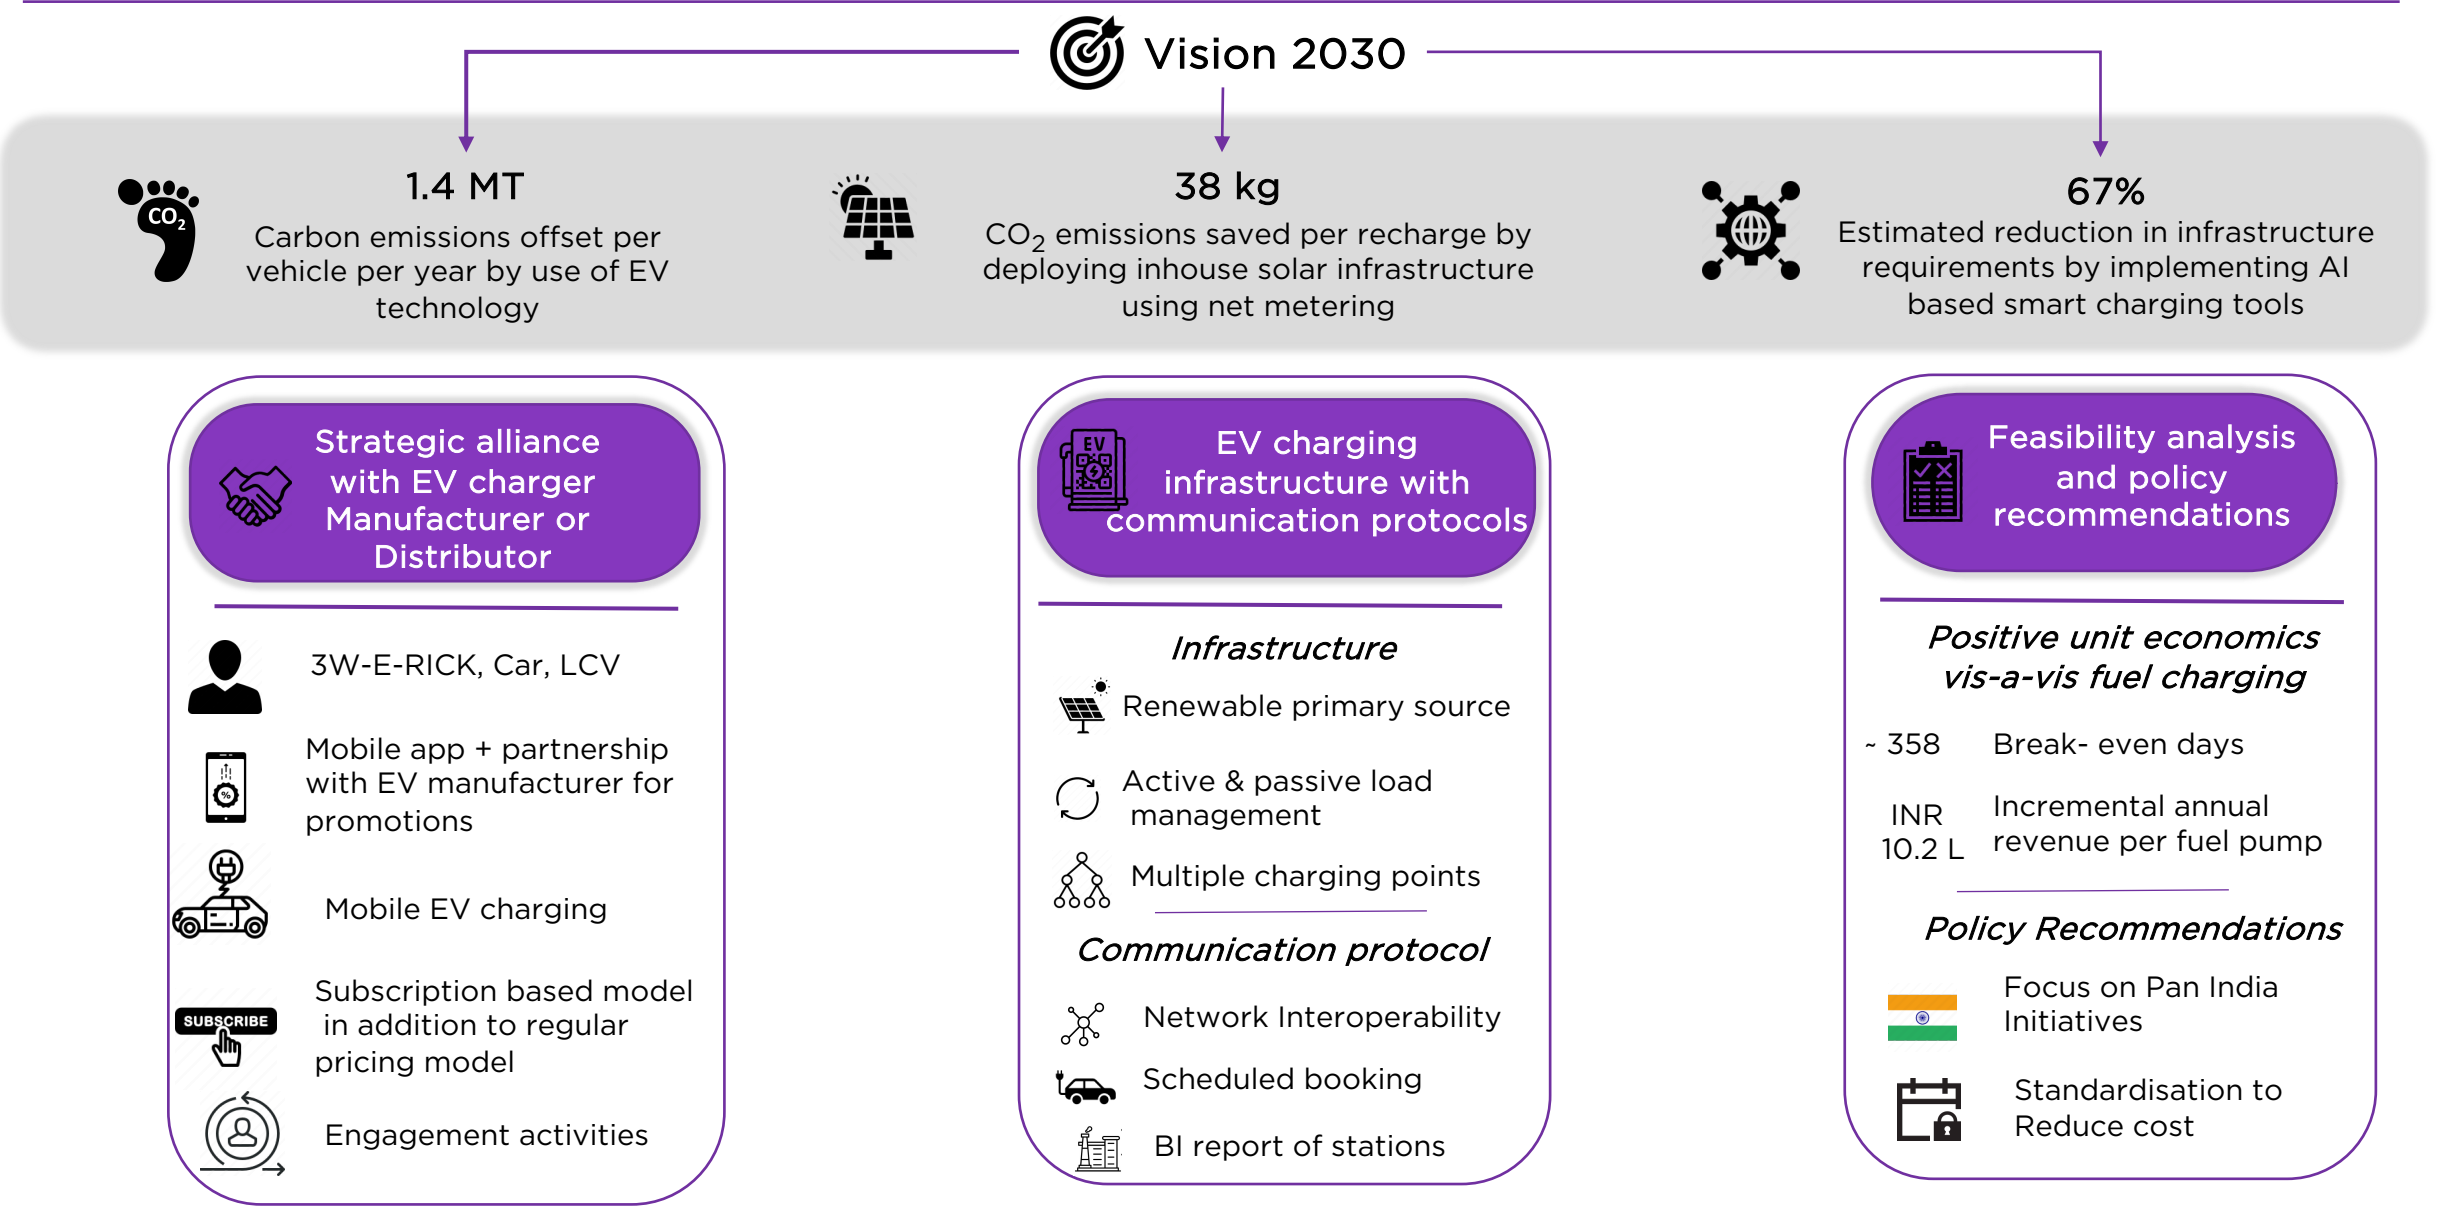 Vision 2030
CO2
1.4 MT
Carbon emissions offset per
vehicle per year by use of EV
technology
38 kg
CO2 emissions saved per recharge by
deploying inhouse solar infrastructure
using net metering
67%
Estimated reduction in infrastructure
requirements by implementing AI
based smart charging tools
Strategic alliance
with EV charger
Manufacturer or
Distributor
3W-E-RICK, Car, LCV
%
Mobile app + partnership
with EV manufacturer for
promotions
Mobile EV charging
SUBSCRIBE
Subscription based model
in addition to regular
pricing model
Engagement activities
EV
EV charging
infrastructure with
communication protocols
Infrastructure
Renewable primary source
Active & passive load
management
Multiple charging points
Communication protocol
Network Interoperability
Scheduled booking
BI report of stations
Feasibility analysis
and policy
recommendations
Positive unit economics
vis-a-vis fuel charging
~ 358 Break- even days
INR
10.2 L
Incremental annual
revenue per fuel pump
Policy Recommendations
Focus on Pan India
Initiatives
Standardisation to
Reduce cost